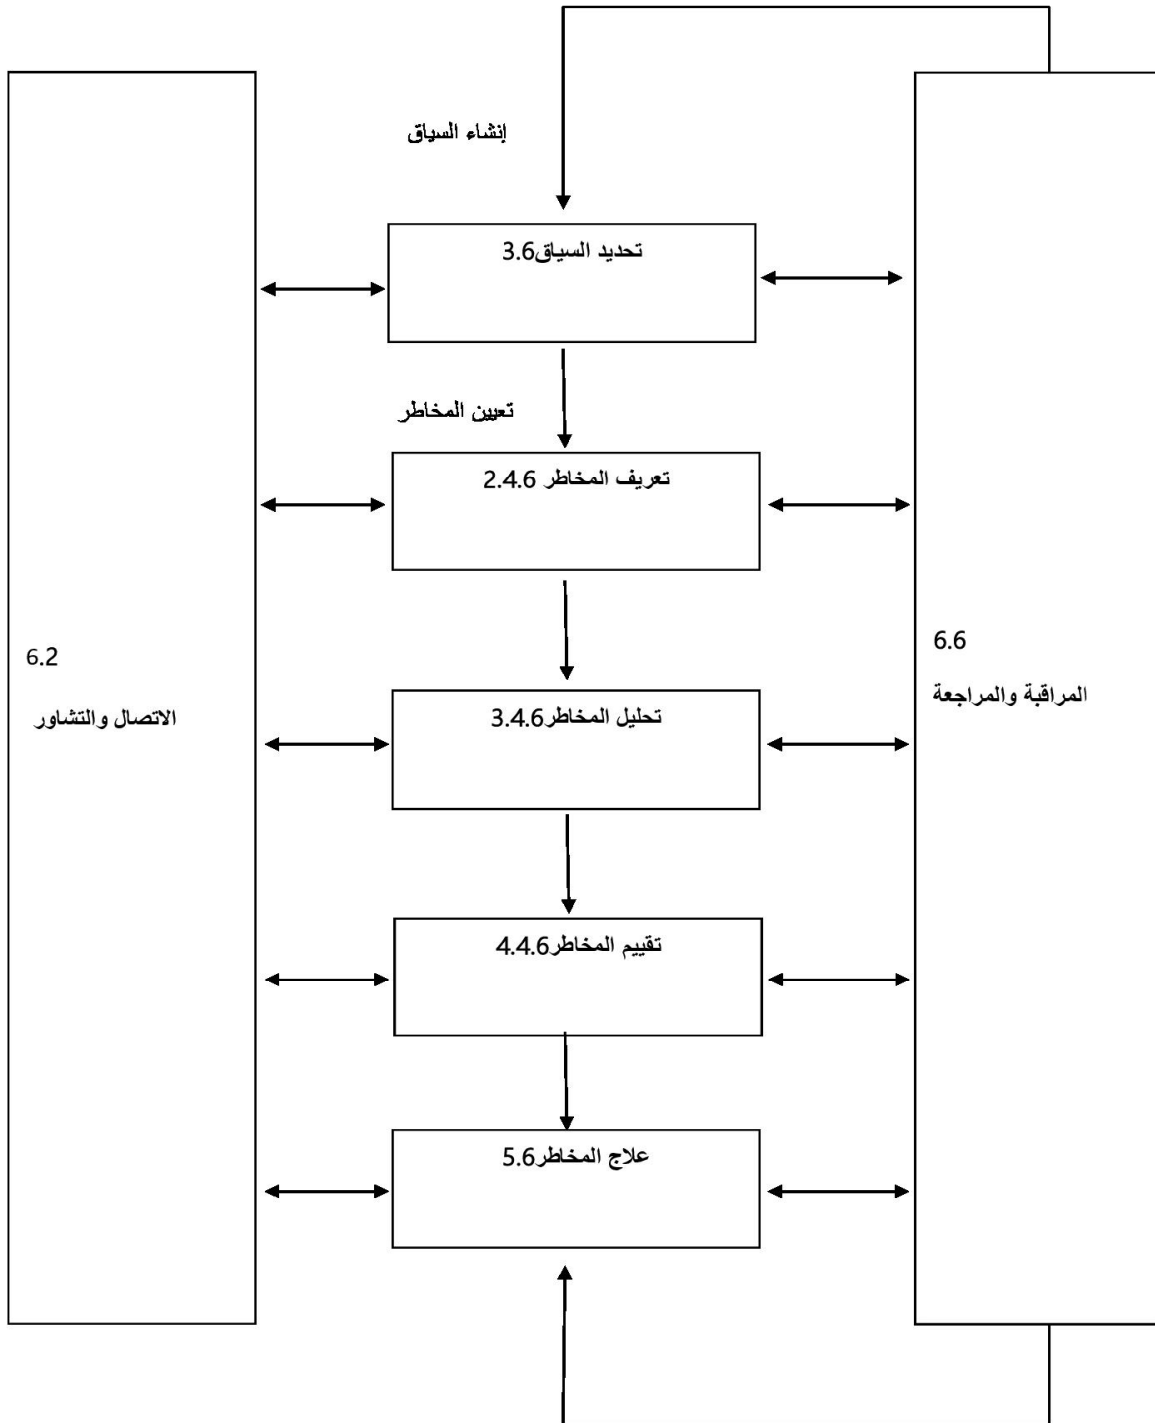 إنشاء السياق
تحديد السياق3.6
تعيين المخاطر
تعريف المخاطر 2.4.6
6.2
الاتصال والتشاور
6.6
المراقبة والمراجعة
تحليل المخاطر3.4.6
تقييم المخاطر4.4.6
علاج المخاطر5.6